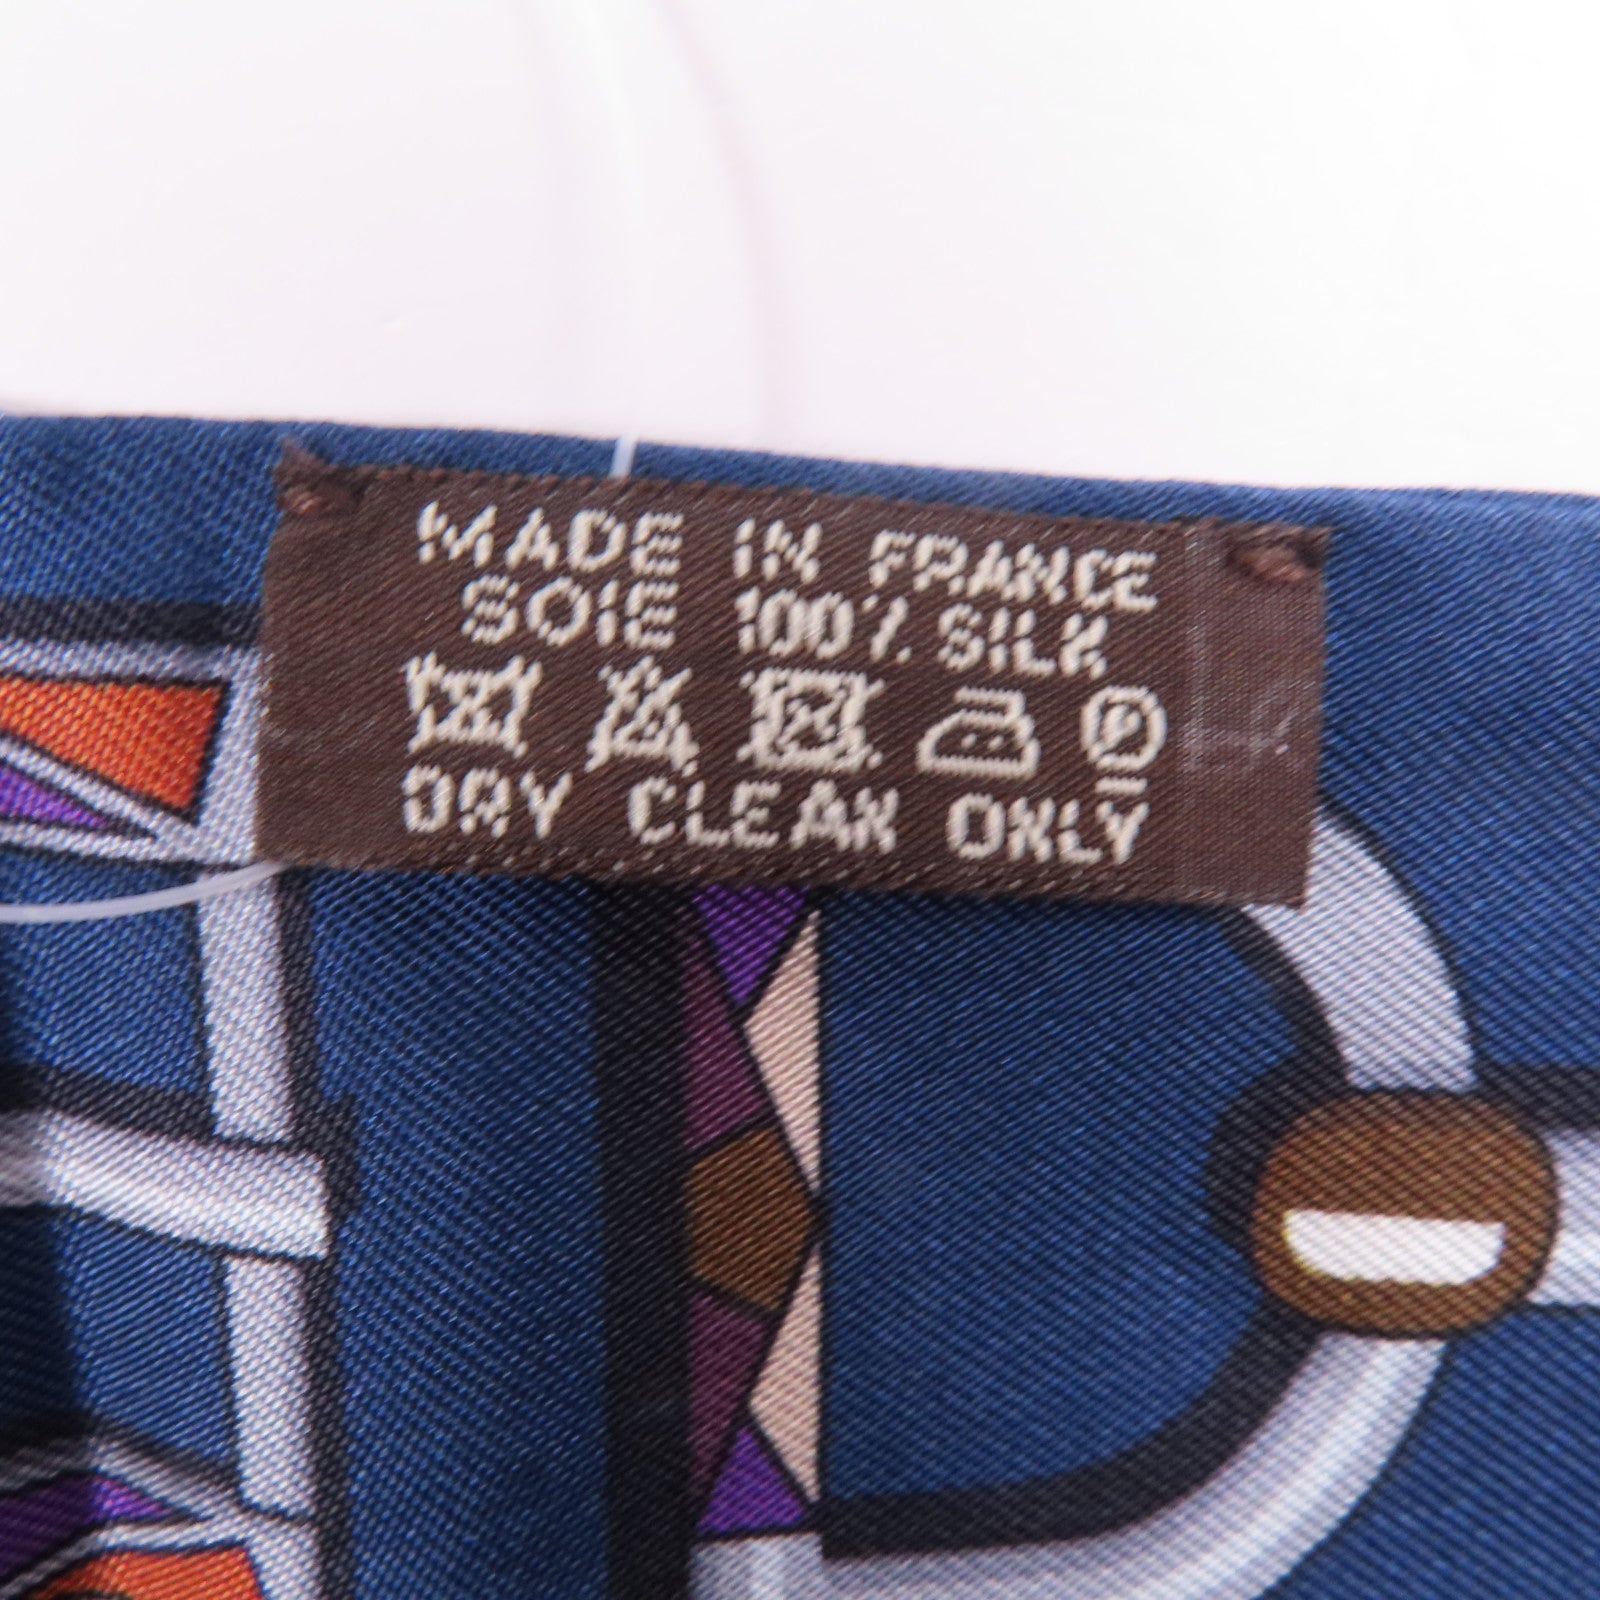 MADE IN FRANCE
SOIE 100% SILK
P
DRY CLEAN ONLY